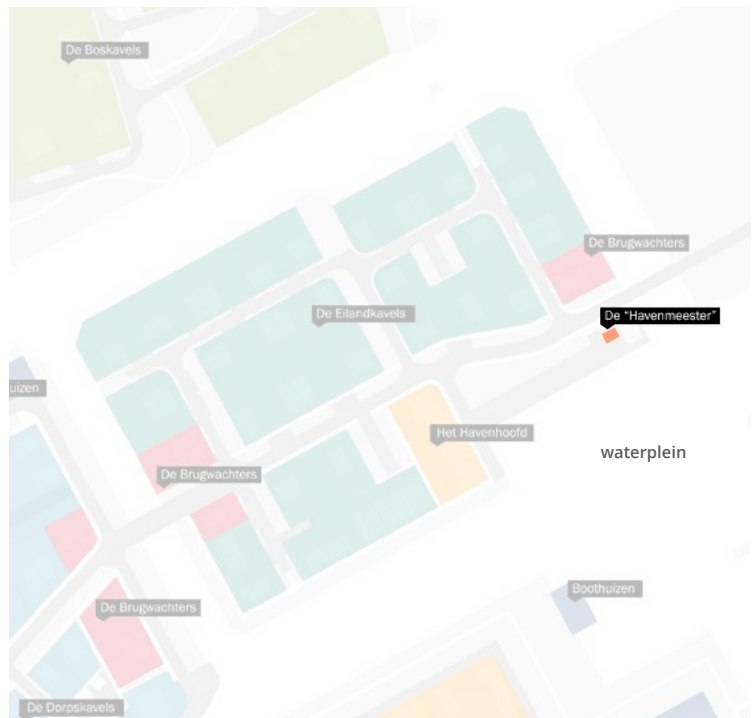 De Boskavels
De Brugwachters
De Eilandkavels
De "Havenmeester"
uizen
Het Havenhoofd
waterplein
De Brugwachters
Boothuizen
De Brugwachters
De Dorpskavels